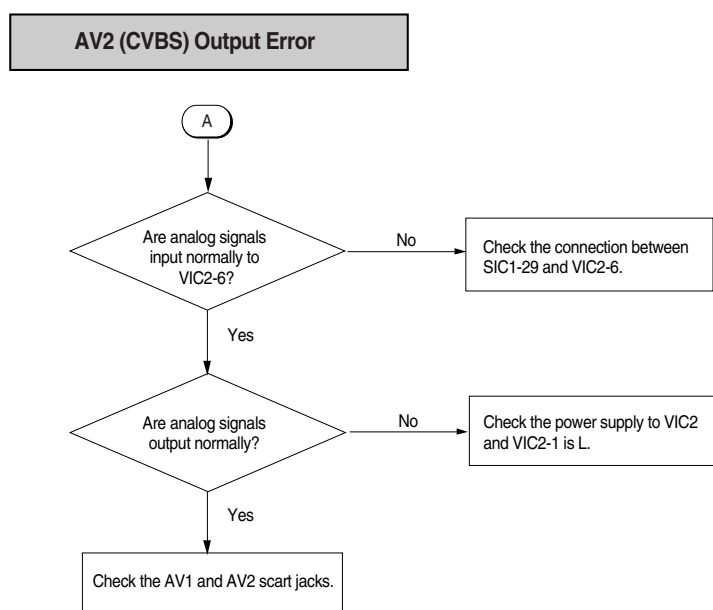 AV2 (CVBS) Output Error
A
Are analog signals
input normally to
VIC2-6?
No
Check the connection between
SIC1-29 and VIC2-6.
Yes
Are analog signals
output normally?
No
Check the power supply to VIC2
and VIC2-1 is L.
Yes
Check the AV1 and AV2 scart jacks.